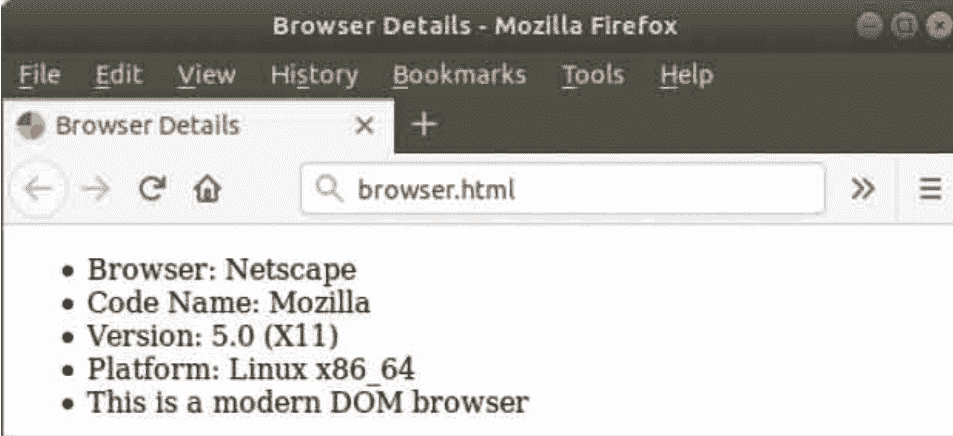 Browser Details - Mozilla Firefox
File Edit View History Bookmarks Tools Help
Browser Details
browser.html
• Browser: Netscape
• Code Name: Mozilla
• Version: 5.0 (X11)
• Platform: Linux x86_64
• This is a modern DOM browser